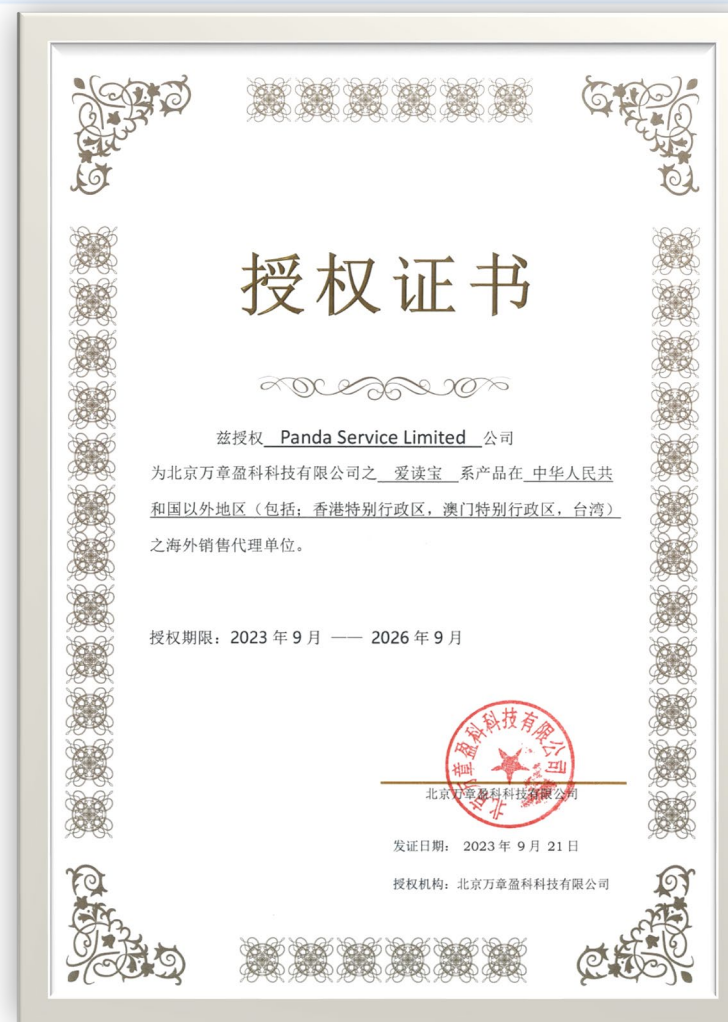 授权证书
兹授权 Panda Service Limited 公司
为北京万章盈科科技有限公司之 爱读宝 系产品在 中华人民共
和国以外地区（包括；香港特别行政区，澳门特别行政区，台湾）
之海外销售代理单位。
授权期限：2023 年 9 月 —— 2026 年 9 月
北京万章盈科科技有限公司
北京万章盈科科技有限公司
发证日期： 2023 年 9 月 21 日
授权机构：北京万章盈科科技有限公司